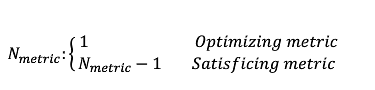 N_metric: { 1 Optimizing metric
N_metric − 1 Satisficing metric